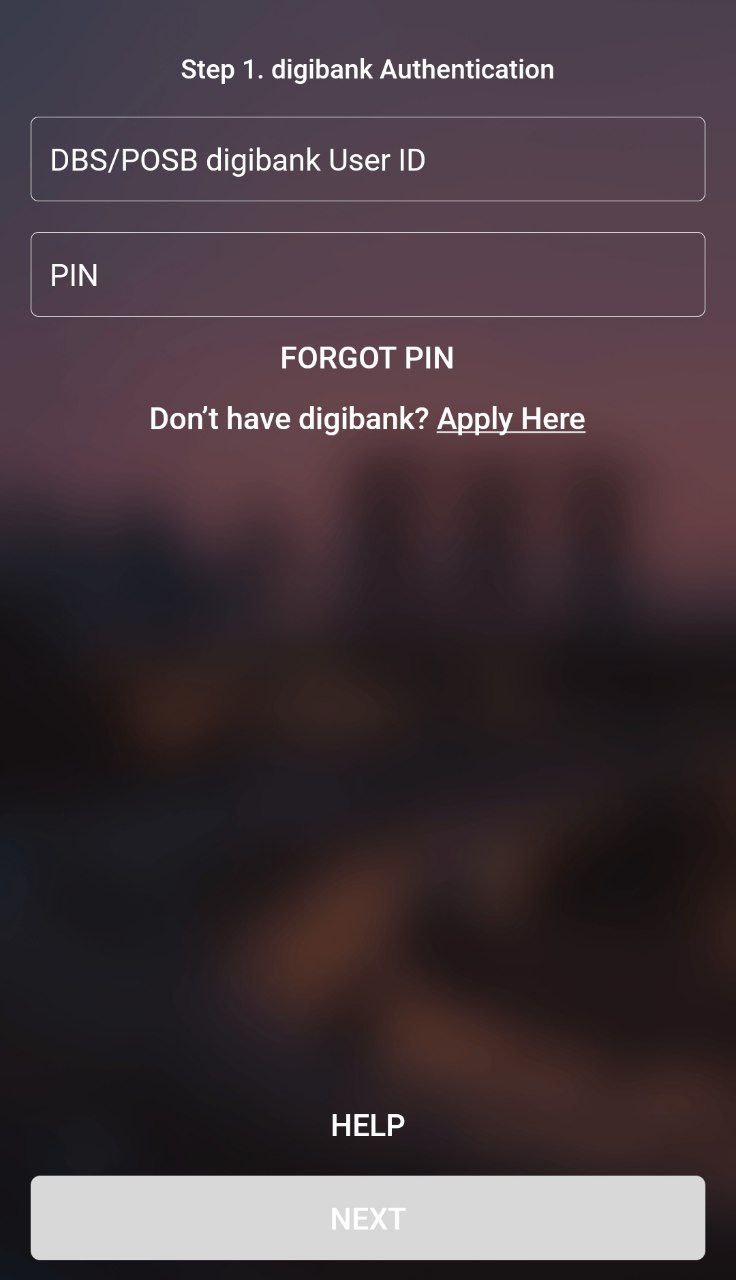 Step 1. digibank Authentication
DBS/POSB digibank User ID
PIN
FORGOT PIN
Don’t have digibank? Apply Here
HELP
NEXT